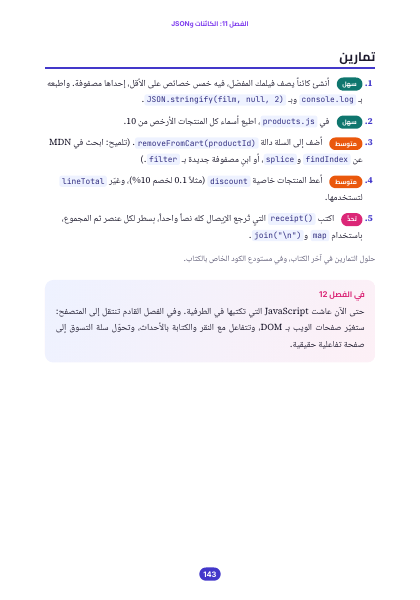 الفصل 11: الكائنات وJSON
تمارين
1. سهل أنشئ كائناً يصف فيلمك المفضل، فيه خمس خصائص على الأقل، إحداها مصفوفة. واطبعه
بـ console.log وبـ JSON.stringify(film, null, 2).
2. سهل في products.js، اطبع أسماء كل المنتجات الأرخص من 10.
3. متوسط أضف إلى السلة دالة removeFromCart(productId). (تلميح: ابحث في MDN
عن findIndex و splice، أو ابنِ مصفوفة جديدة بـ filter.)
4. متوسط أعط المنتجات خاصية discount (مثلاً 0.1 لخصم 10%)، وغيّر lineTotal
لتستخدمها.
5. تحدٍّ اكتب receipt() التي تُرجع الإيصال كله نصاً واحداً، بسطر لكل عنصر ثم المجموع،
باستخدام map و join("\n").
حلول التمارين في آخر الكتاب، وفي مستودع الكود الخاص بالكتاب.
في الفصل 12
حتى الآن عاشت JavaScript التي تكتبها في الطرفية. وفي الفصل القادم تنتقل إلى المتصفح:
ستغيّر صفحات الويب بـ DOM، وتتفاعل مع النقر والكتابة بالأحداث، وتحوّل سلة التسوق إلى
صفحة تفاعلية حقيقية.
143